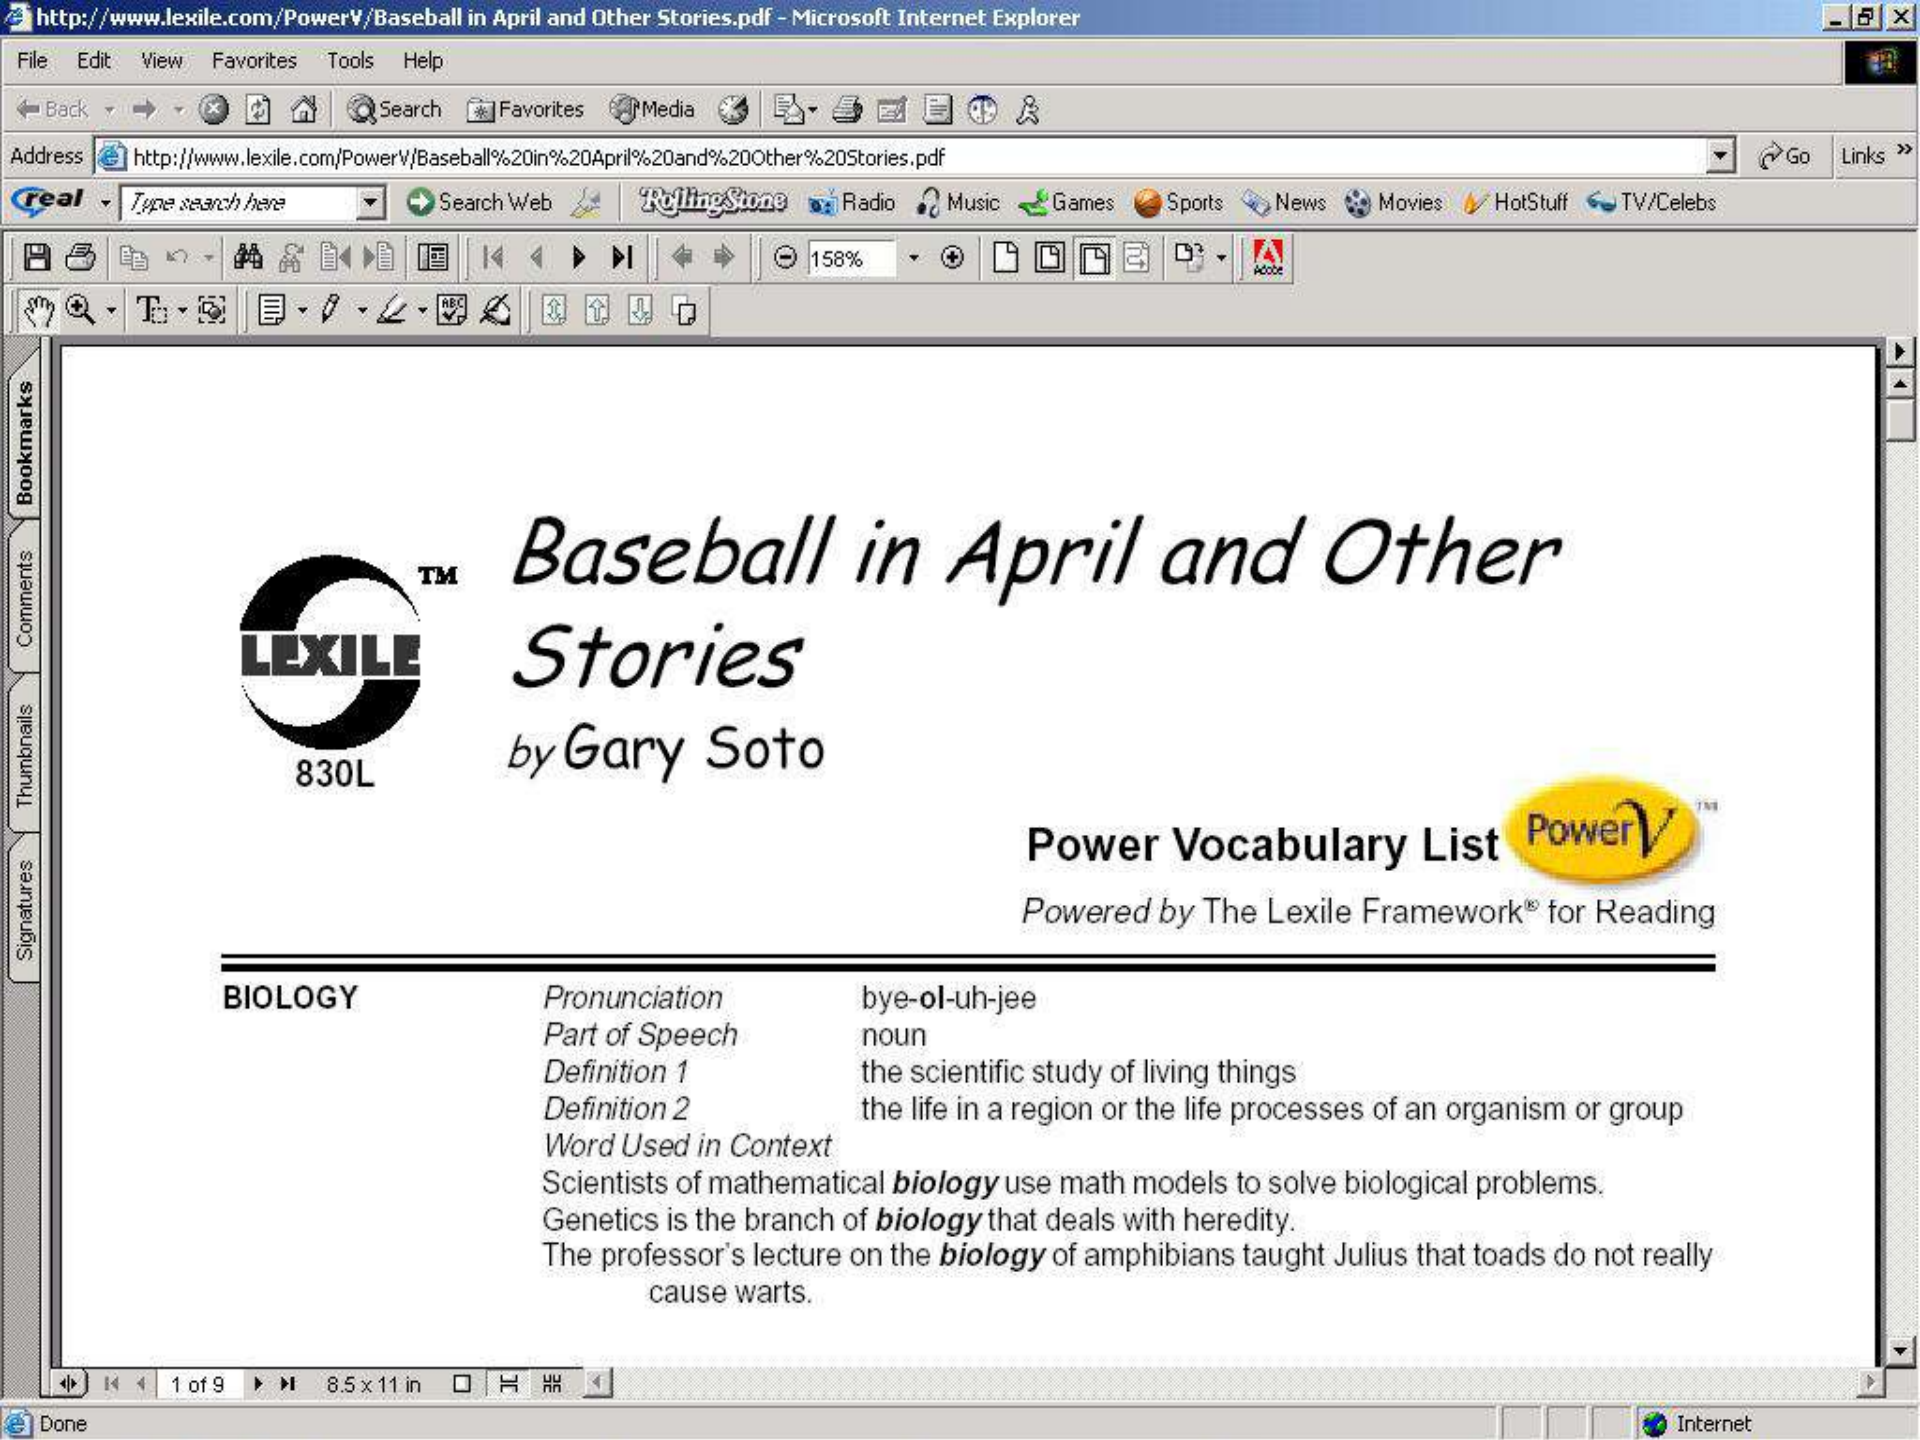 http://www.lexile.com/PowerV/Baseball in April and Other Stories.pdf - Microsoft Internet Explorer
File Edit View Favorites Tools Help
Back Search Favorites Media
Address http://www.lexile.com/PowerV/Baseball%20in%20April%20and%20Other%20Stories.pdf Go Links »
real Type search here Search Web RollingStone Radio Music Games Sports News Movies HotStuff TV/Celebs
158% Adobe
T ABC
Bookmarks
Comments
Thumbnails
Signatures
LEXILE ™
830L
Baseball in April and Other
Stories
by Gary Soto
Power Vocabulary List PowerV ™
Powered by The Lexile Framework® for Reading
BIOLOGY Pronunciation bye-ol-uh-jee
Part of Speech noun
Definition 1 the scientific study of living things
Definition 2 the life in a region or the life processes of an organism or group
Word Used in Context
Scientists of mathematical biology use math models to solve biological problems.
Genetics is the branch of biology that deals with heredity.
The professor's lecture on the biology of amphibians taught Julius that toads do not really
cause warts.
1 of 9 8.5 x 11 in
Done Internet